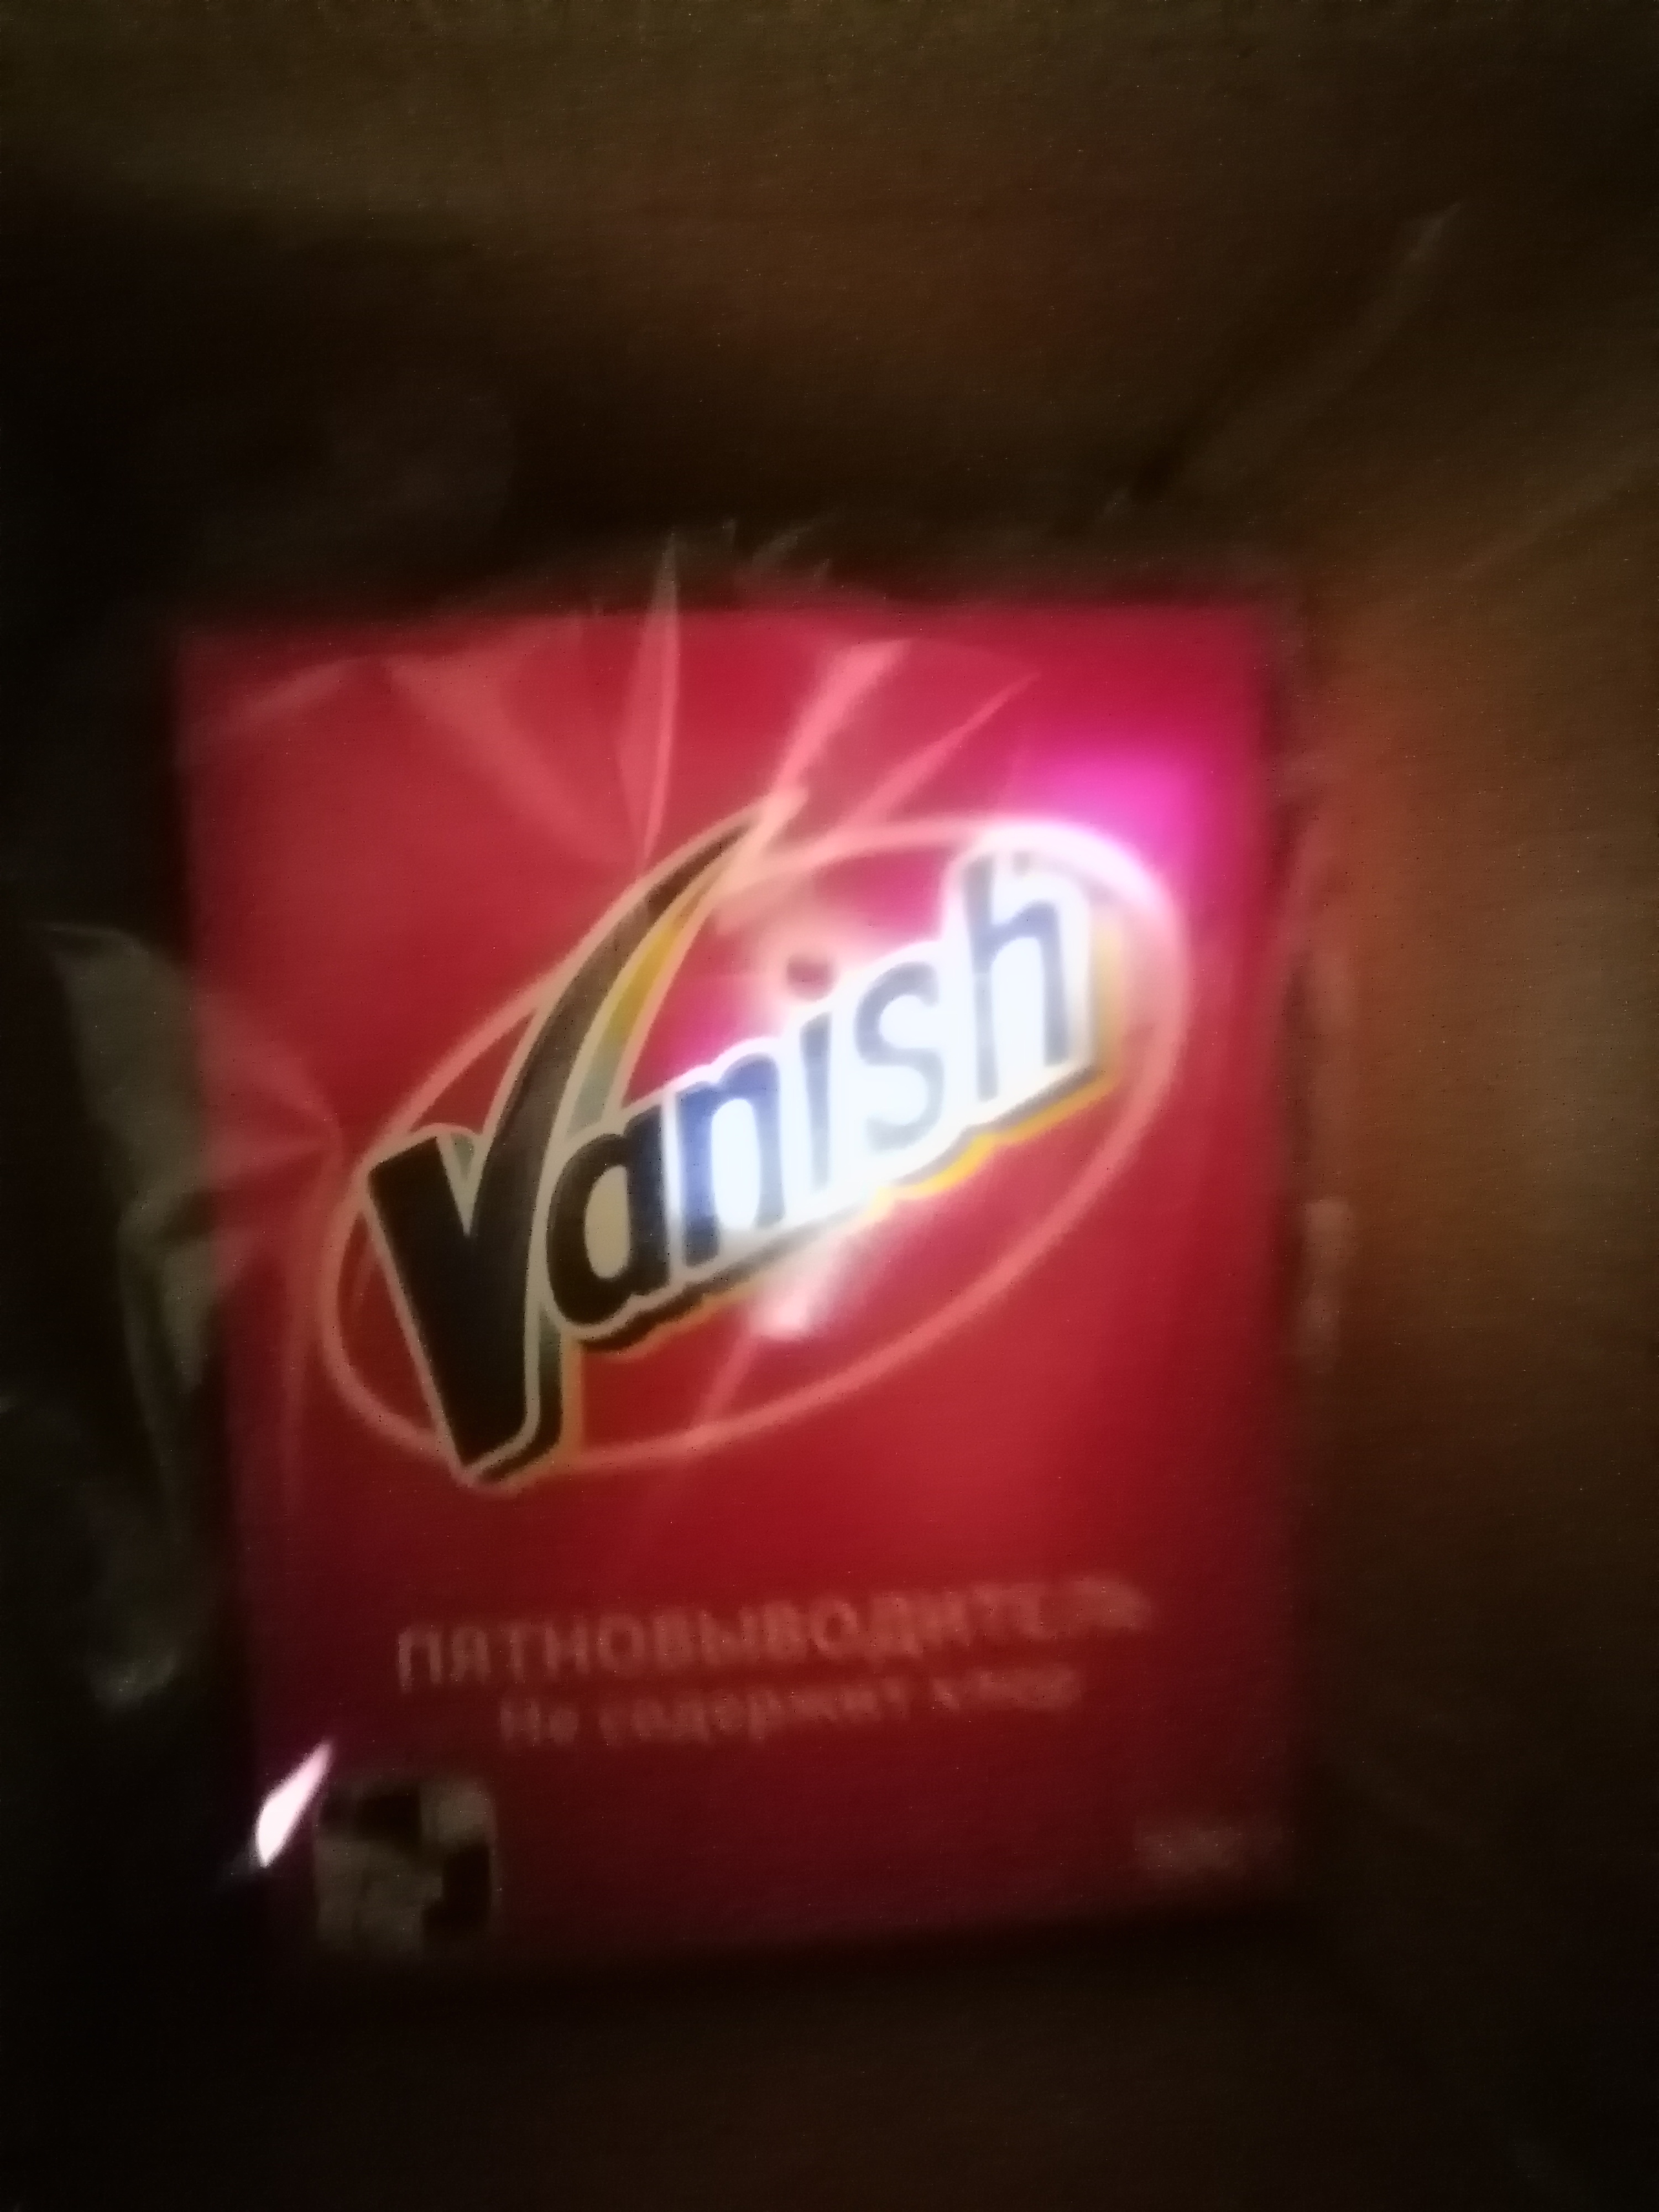 Vanish
ПЯТНОВЫВОДИТЕЛЬ
Не содержит хлор